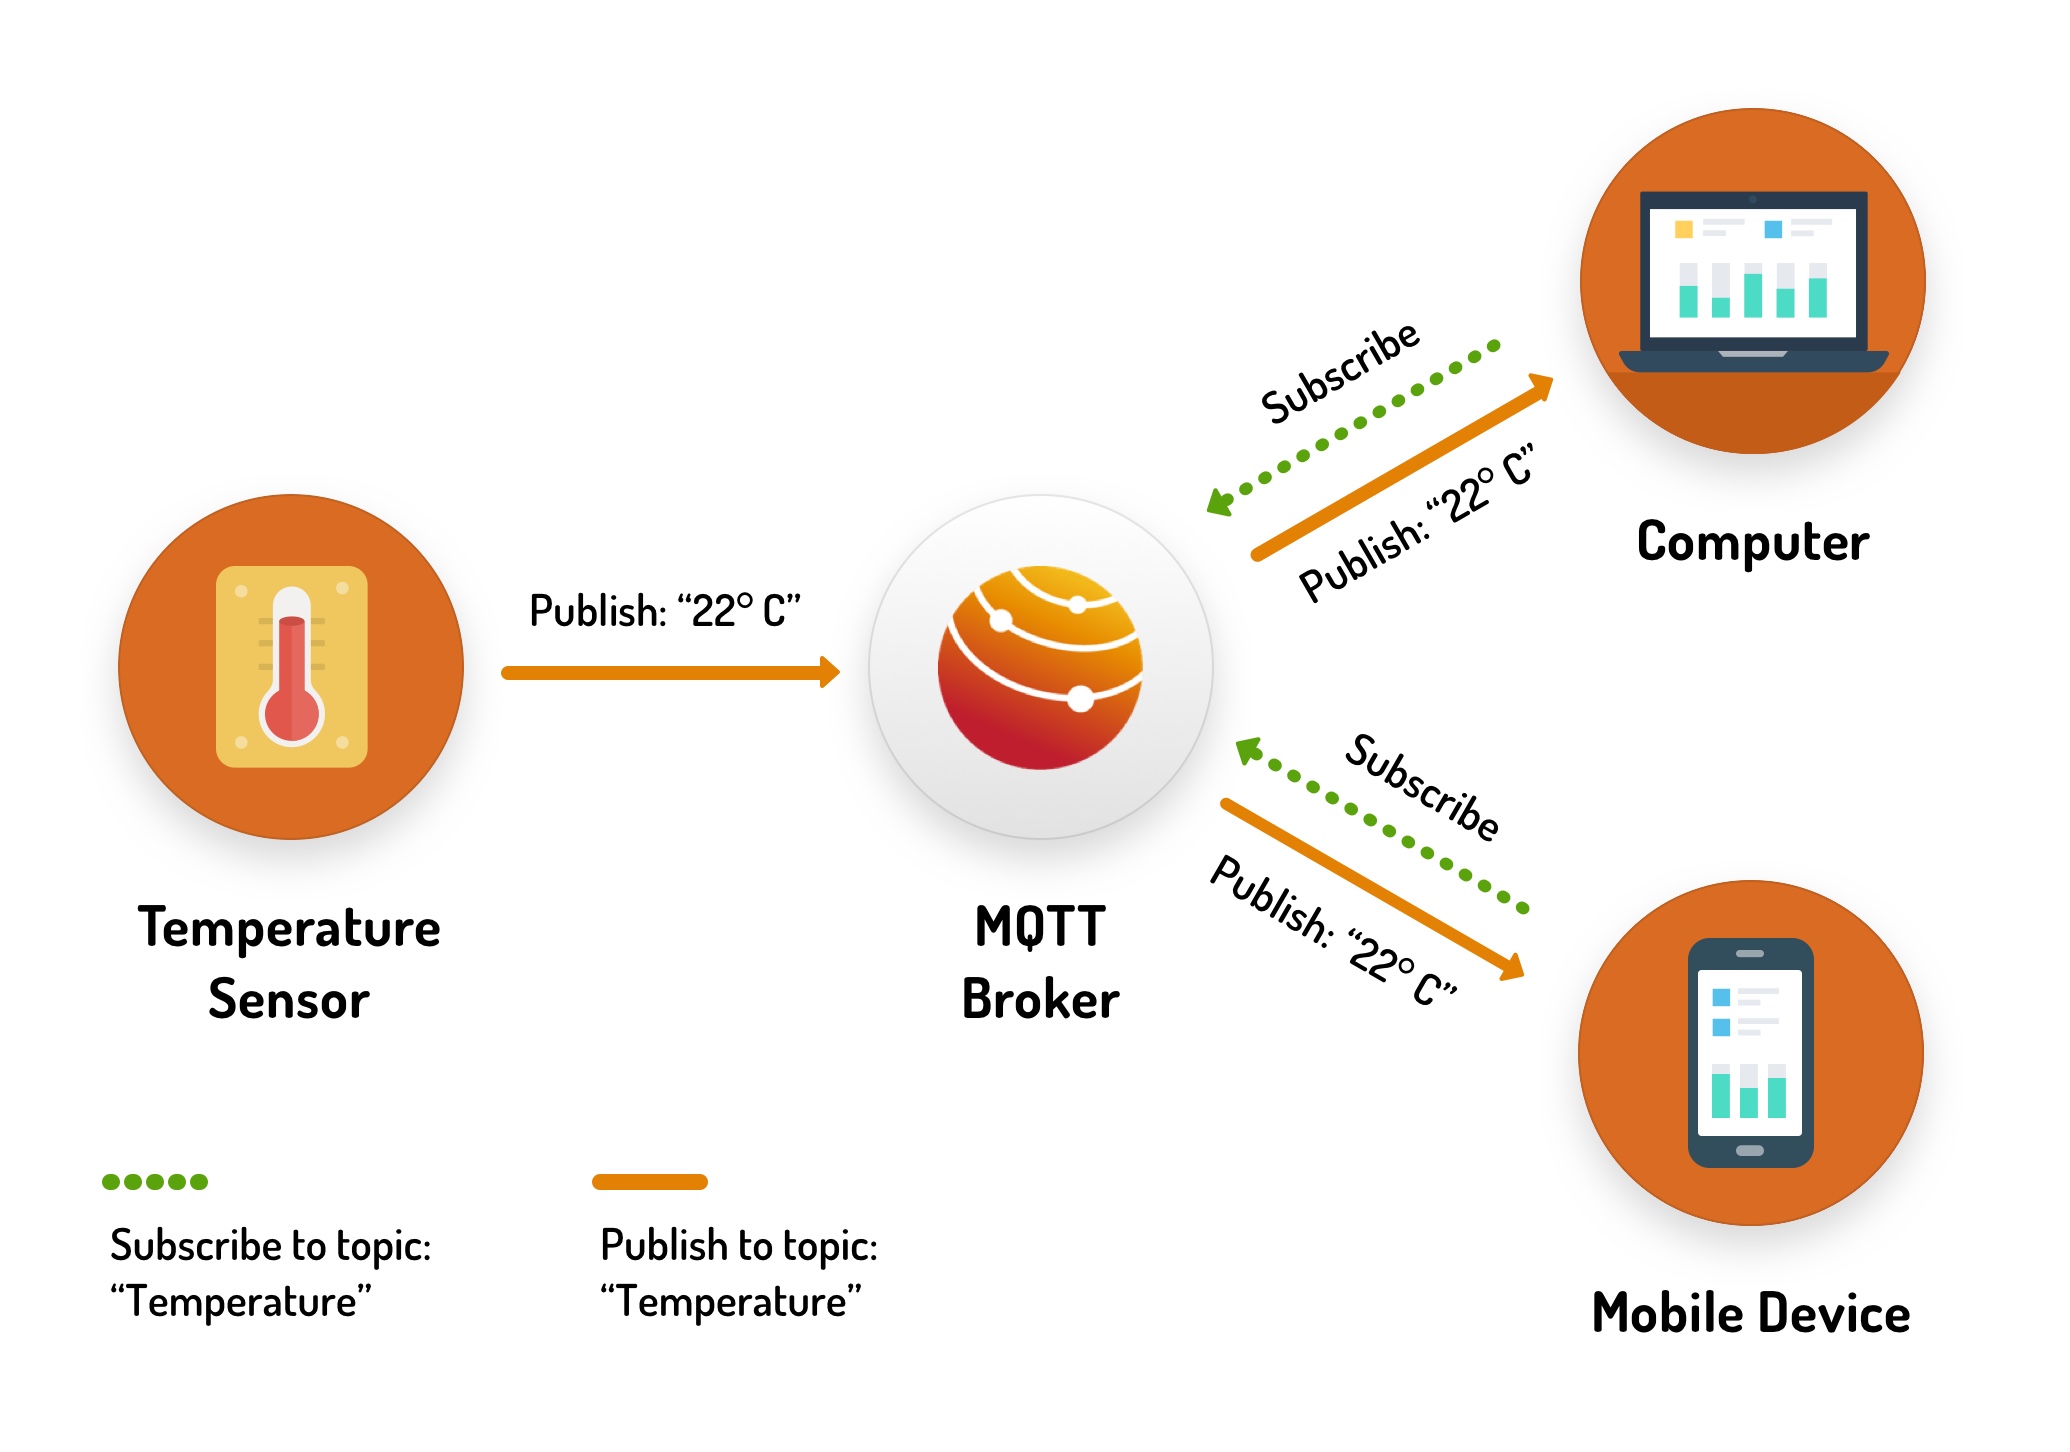 Subscribe
Publish: “22° C”
Computer
Publish: “22° C”
Temperature
Sensor
MQTT
Broker
Subscribe
Publish: “22° C”
Mobile Device
Subscribe to topic:
“Temperature”
Publish to topic:
“Temperature”